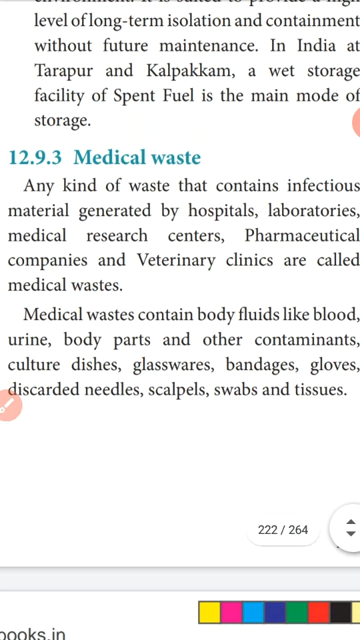 level of long-term isolation and containment
without future maintenance. In India at
Tarapur and Kalpakkam, a wet storage
facility of Spent Fuel is the main mode of
storage.
12.9.3 Medical waste
Any kind of waste that contains infectious
material generated by hospitals, laboratories,
medical research centers, Pharmaceutical
companies and Veterinary clinics are called
medical wastes.
Medical wastes contain body fluids like blood,
urine, body parts and other contaminants,
culture dishes, glasswares, bandages, gloves,
discarded needles, scalpels, swabs and tissues.
222 / 264
ooks.in